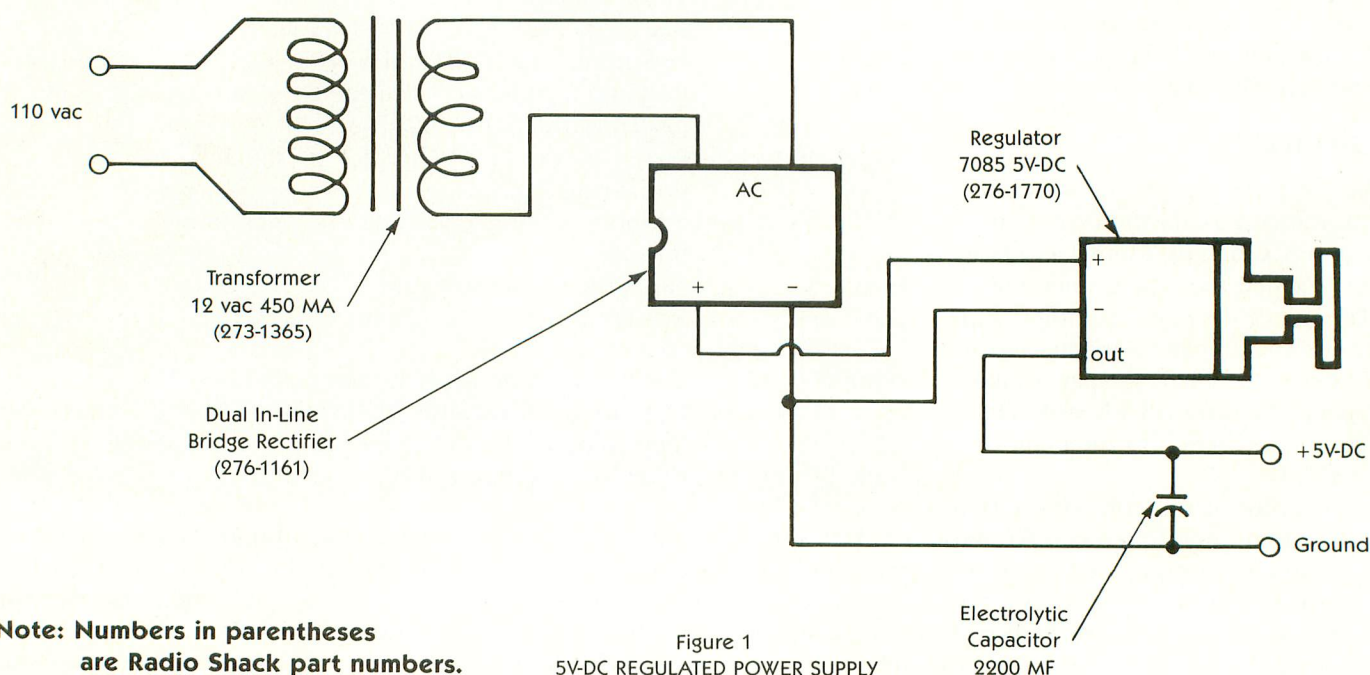 110 vac
Transformer
12 vac 450 MA
(273-1365)
AC
+
−
Dual In-Line
Bridge Rectifier
(276-1161)
Regulator
7085 5V-DC
(276-1770)
+
−
out
+5V-DC
Ground
Electrolytic
Capacitor
2200 MF
Note: Numbers in parentheses
are Radio Shack part numbers.
Figure 1
5V-DC REGULATED POWER SUPPLY